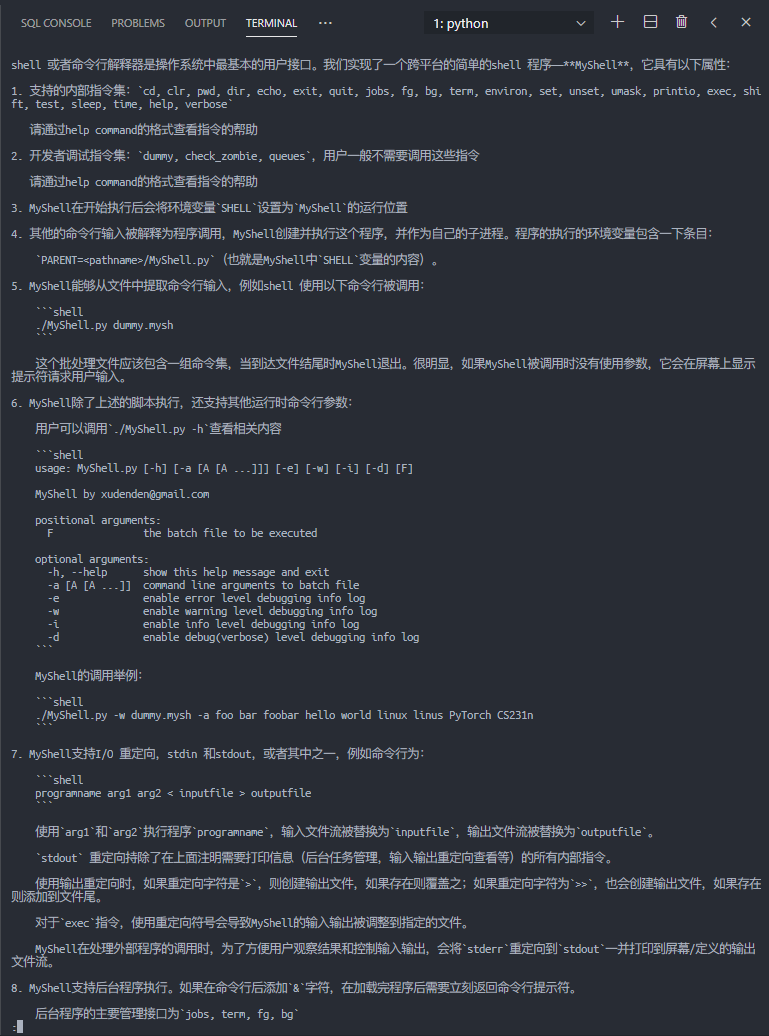 SQL CONSOLE PROBLEMS OUTPUT TERMINAL ··· 1: python
shell 或者命令行解释器是操作系统中最基本的用户接口。我们实现了一个跨平台的简单的shell 程序——**MyShell**，它具有以下属性：
1. 支持的内部指令集：`cd, clr, pwd, dir, echo, exit, quit, jobs, fg, bg, term, environ, set, unset, umask, printio, exec, shi
ft, test, sleep, time, help, verbose`
请通过help command的格式查看指令的帮助
2. 开发者调试指令集：`dummy, check_zombie, queues`，用户一般不需要调用这些指令
请通过help command的格式查看指令的帮助
3. MyShell在开始执行后会将环境变量`SHELL`设置为`MyShell`的运行位置
4. 其他的命令行输入被解释为程序调用，MyShell创建并执行这个程序，并作为自己的子进程。程序的执行的环境变量包含一下条目：
`PARENT=<pathname>/MyShell.py`（也就是MyShell中`SHELL`变量的内容）。
5. MyShell能够从文件中提取命令行输入，例如shell 使用以下命令行被调用：
```shell
./MyShell.py dummy.mysh
```
这个批处理文件应该包含一组命令集，当到达文件结尾时MyShell退出。很明显，如果MyShell被调用时没有使用参数，它会在屏幕上显示
提示符请求用户输入。
6. MyShell除了上述的脚本执行，还支持其他运行时命令行参数：
用户可以调用`./MyShell.py -h`查看相关内容
```shell
usage: MyShell.py [-h] [-a [A [A ...]]] [-e] [-w] [-i] [-d] [F]
MyShell by xudenden@gmail.com
positional arguments:
F the batch file to be executed
optional arguments:
-h, --help show this help message and exit
-a [A [A ...]] command line arguments to batch file
-e enable error level debugging info log
-w enable warning level debugging info log
-i enable info level debugging info log
-d enable debug(verbose) level debugging info log
```
MyShell的调用举例：
```shell
./MyShell.py -w dummy.mysh -a foo bar foobar hello world linux linus PyTorch CS231n
```
7. MyShell支持I/O 重定向，stdin 和stdout，或者其中之一，例如命令行为：
```shell
programname arg1 arg2 < inputfile > outputfile
```
使用`arg1`和`arg2`执行程序`programname`，输入文件流被替换为`inputfile`，输出文件流被替换为`outputfile`。
`stdout` 重定向持除了在上面注明需要打印信息（后台任务管理，输入输出重定向查看等）的所有内部指令。
使用输出重定向时，如果重定向字符是`>`，则创建输出文件，如果存在则覆盖之；如果重定向字符为`>>`，也会创建输出文件，如果存在
则添加到文件尾。
对于`exec`指令，使用重定向符号会导致MyShell的输入输出被调整到指定的文件。
MyShell在处理外部程序的调用时，为了方便用户观察结果和控制输入输出，会将`stderr`重定向到`stdout`一并打印到屏幕/定义的输出
文件流。
8. MyShell支持后台程序执行。如果在命令行后添加`&`字符，在加载完程序后需要立刻返回命令行提示符。
后台程序的主要管理接口为`jobs, term, fg, bg`
: